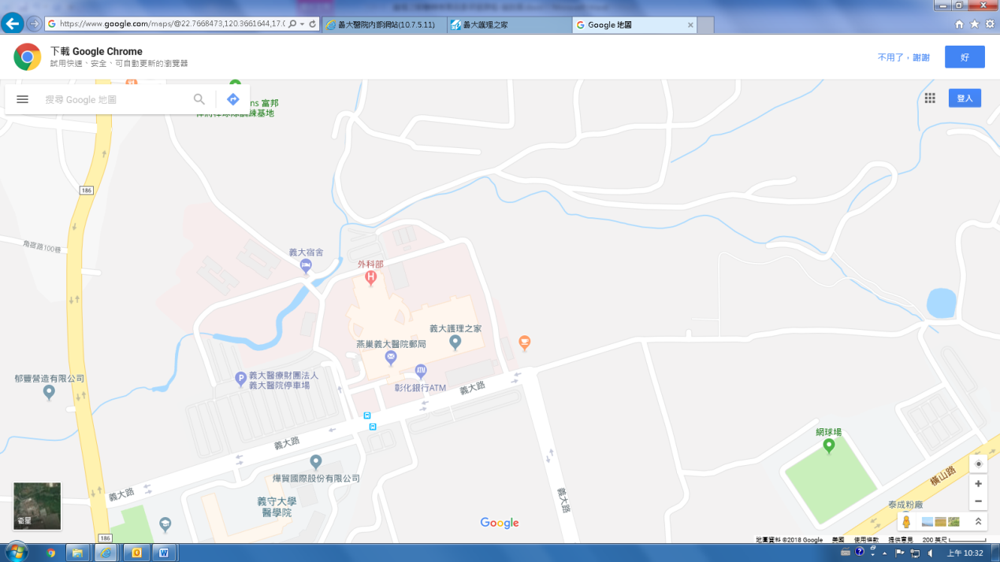 https://www.google.com/maps/@22.7668473,120.3661644,17.0
義大醫院內部網站(10.7.5.11)
義大護理之家
Google 地圖
下載 Google Chrome
試用快速、安全、可自動更新的瀏覽器
不用了，謝謝
好
搜尋 Google 地圖
登入
ns 富邦
186
角宿路100巷
義大宿舍
外科部
H
義大護理之家
燕巢義大醫院郵局
ATM
彰化銀行ATM
P
義大醫療財團法人
義大醫院停車場
郁豐營造有限公司
義大路
義大路
義大路
義大路
燁貿國際股份有限公司
義守大學
醫學院
網球場
橫山路
泰成粉廠
衛星
186
Google
地圖資料 ©2018 Google
美國
使用條款
提供意見
200 英尺
上午 10:32